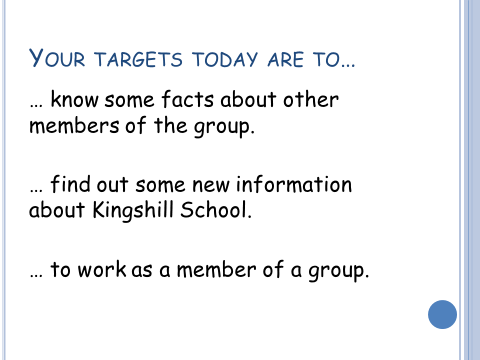 Your targets today are to…
… know some facts about other
members of the group.
… find out some new information
about Kingshill School.
… to work as a member of a group.